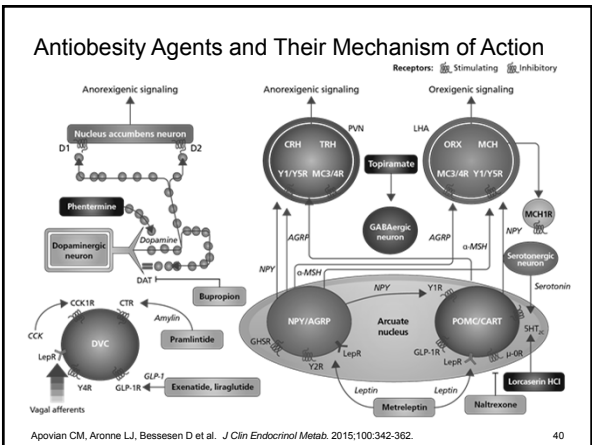 Antiobesity Agents and Their Mechanism of Action
Receptors: Stimulating Inhibitory
Anorexigenic signaling
Anorexigenic signaling
Orexigenic signaling
Nucleus accumbens neuron
D1
D2
Phentermine
Dopaminergic neuron
Dopamine
DAT
Bupropion
PVN
CRH TRH
Y1/Y5R MC3/4R
LHA
ORX MCH
MC3/4R Y1/Y5R
Topiramate
GABAergic neuron
MCH1R
Serotonergic neuron
Serotonin
NPY
AGRP
α-MSH
AGRP
α-MSH
NPY
CCK
CCK1R
CTR
Amylin
Pramlintide
DVC
LepR
Y4R
GLP-1R
GLP-1
Exenatide, liraglutide
Vagal afferents
NPY
Y1R
NPY/AGRP
Arcuate nucleus
POMC/CART
GHSR
Y2R
LepR
GLP-1R
LepR
μ-0R
5HT2C
Leptin
Leptin
Metreleptin
Naltrexone
Lorcaserin HCl
Apovian CM, Aronne LJ, Bessesen D et al. J Clin Endocrinol Metab. 2015;100:342-362.
40